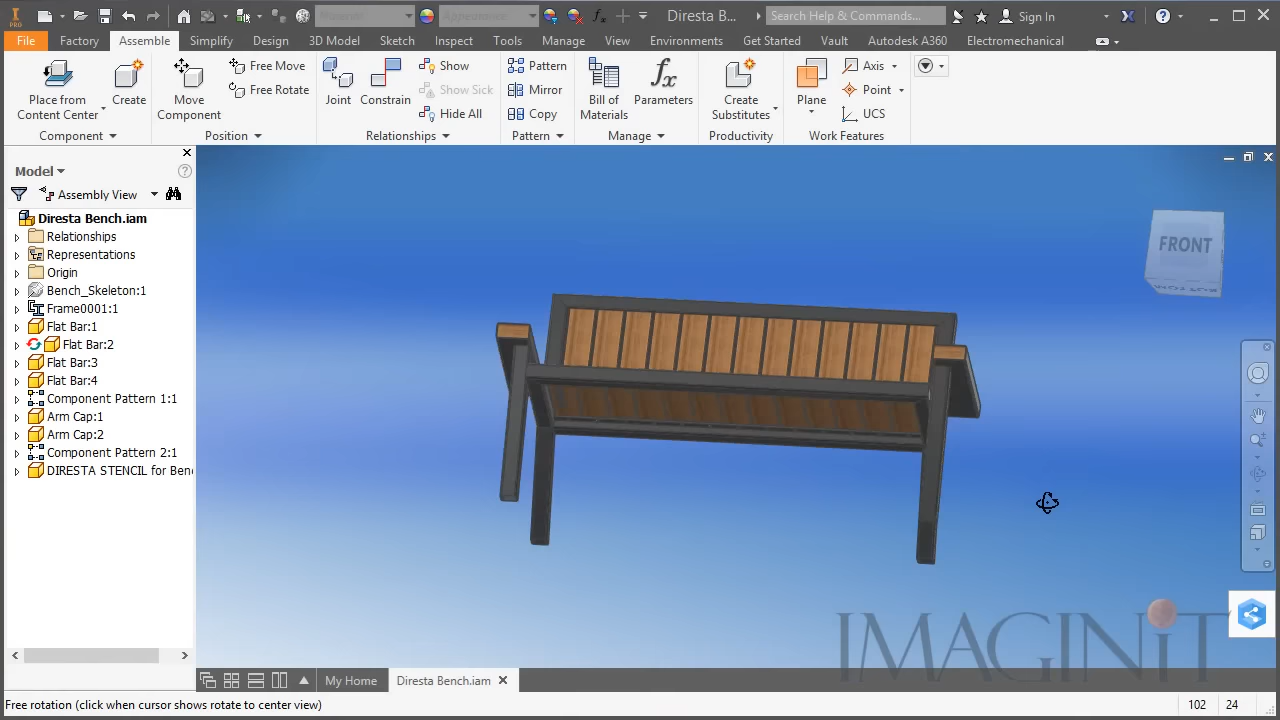 PRO
Material
Appearance
Diresta B...
Search Help & Commands...
Sign In
File
Factory
Assemble
Simplify
Design
3D Model
Sketch
Inspect
Tools
Manage
View
Environments
Get Started
Vault
Autodesk A360
Electromechanical
Place from
Content Center
Create
Move
Component
Free Move
Free Rotate
Joint
Constrain
Show
Show Sick
Hide All
Pattern
Mirror
Copy
Bill of
Materials
Parameters
Create
Substitutes
Plane
Axis
Point
UCS
Component
Position
Relationships
Pattern
Manage
Productivity
Work Features
Model
Assembly View
Diresta Bench.iam
Relationships
Representations
Origin
Bench_Skeleton:1
Frame0001:1
Flat Bar:1
Flat Bar:2
Flat Bar:3
Flat Bar:4
Component Pattern 1:1
Arm Cap:1
Arm Cap:2
Component Pattern 2:1
DIRESTA STENCIL for Ben
FRONT
IMAGINiT
My Home
Diresta Bench.iam
Free rotation (click when cursor shows rotate to center view)
102
24